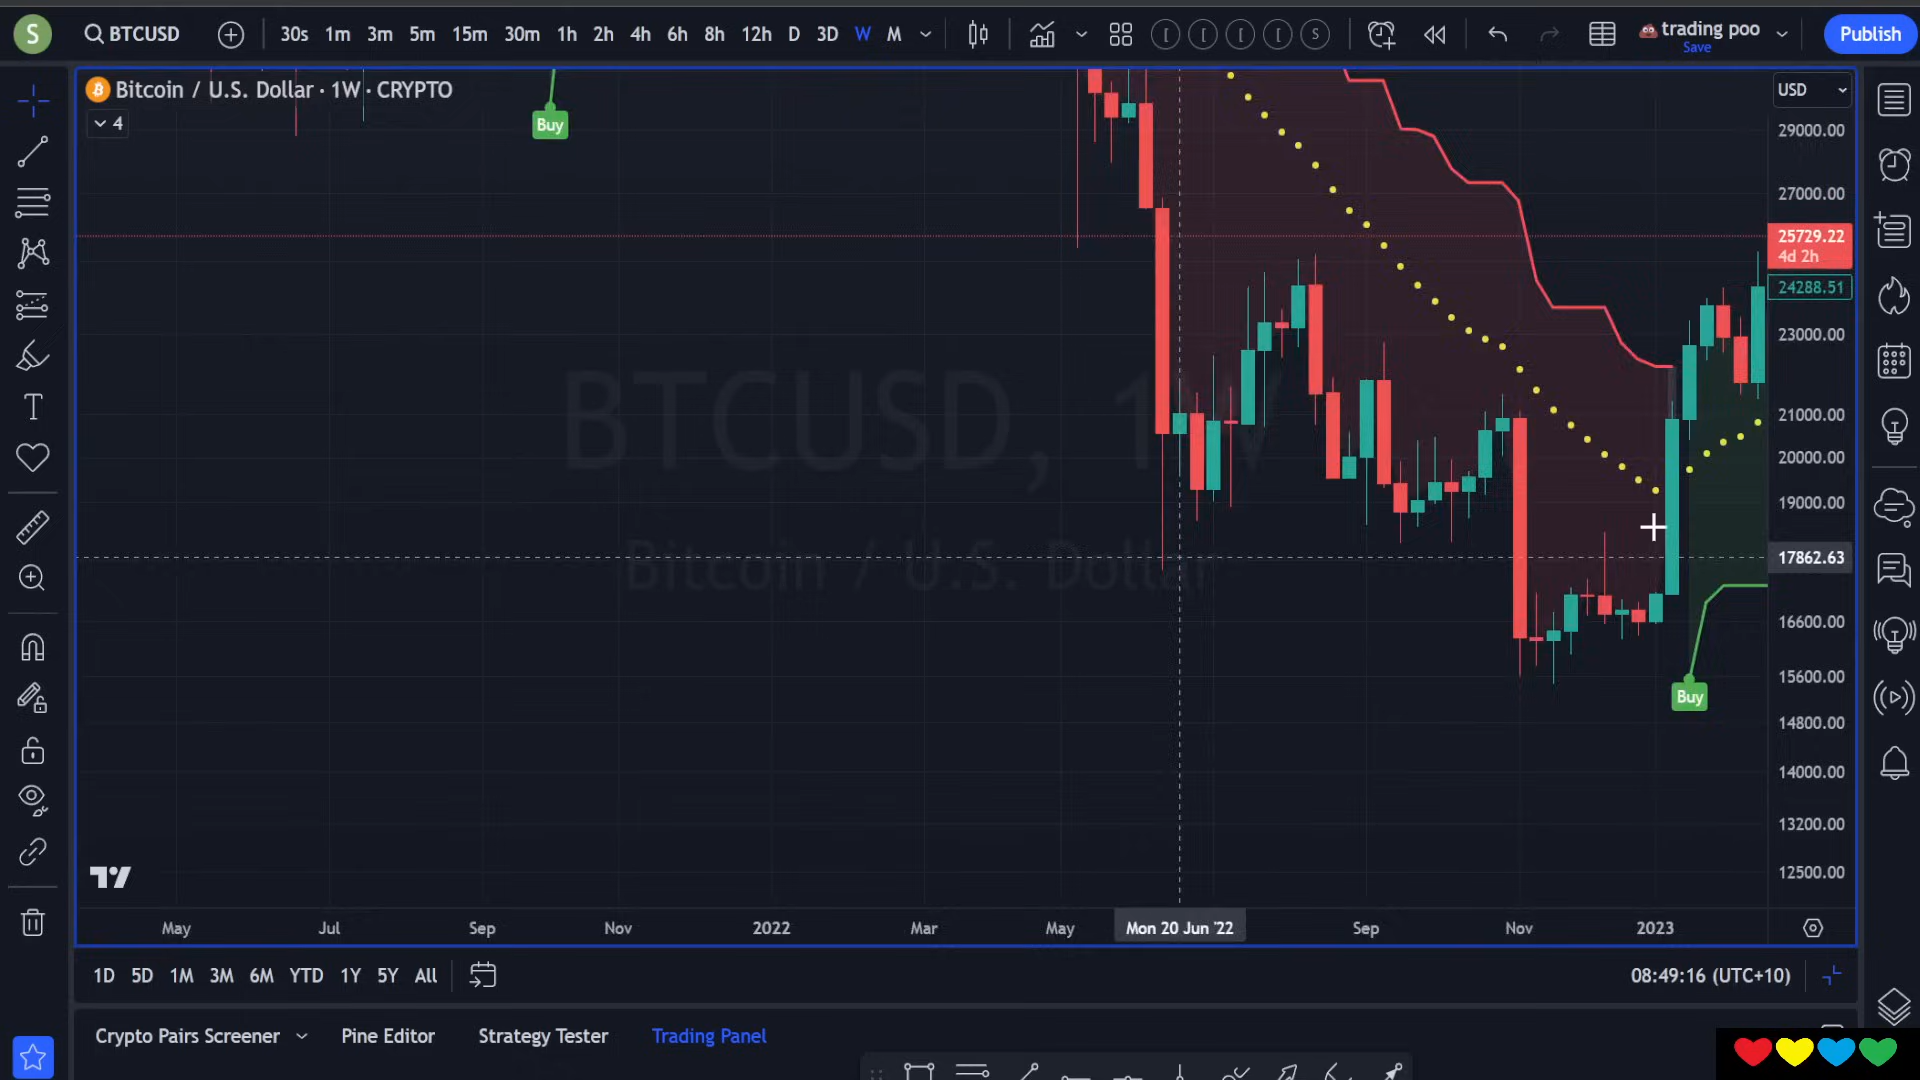 S BTCUSD 30s 1m 3m 5m 15m 30m 1h 2h 4h 6h 8h 12h D 3D W M S trading poo Publish
Save
Bitcoin / U.S. Dollar · 1W · CRYPTO USD
4
Buy
29000.00
27000.00
25729.22
4d 2h
24288.51
23000.00
BTCUSD, 1W
21000.00
20000.00
19000.00
Bitcoin / U.S. Dollar
17862.63
16600.00
15600.00
Buy
14800.00
14000.00
13200.00
12500.00
May Jul Sep Nov 2022 Mar May Mon 20 Jun '22 Sep Nov 2023
1D 5D 1M 3M 6M YTD 1Y 5Y All 08:49:16 (UTC+10)
Crypto Pairs Screener Pine Editor Strategy Tester Trading Panel